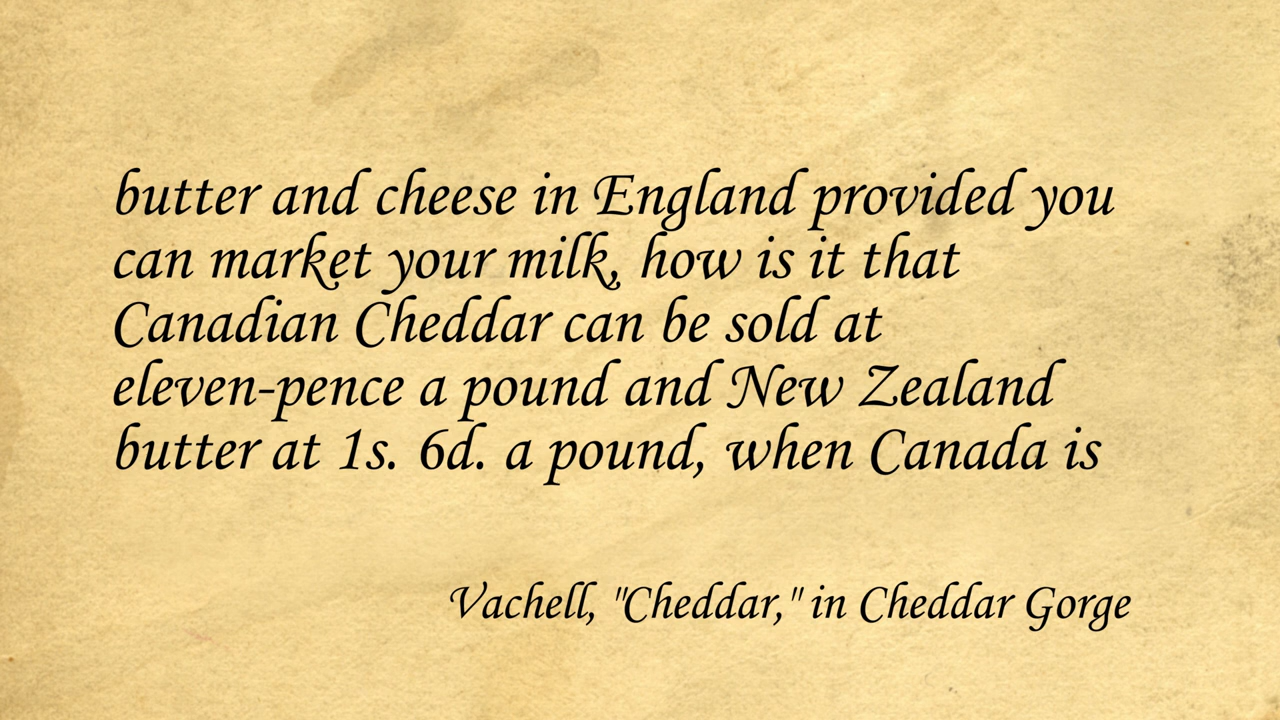 butter and cheese in England provided you
can market your milk, how is it that
Canadian Cheddar can be sold at
eleven-pence a pound and New Zealand
butter at 1s. 6d. a pound, when Canada is
Vachell, "Cheddar," in Cheddar Gorge